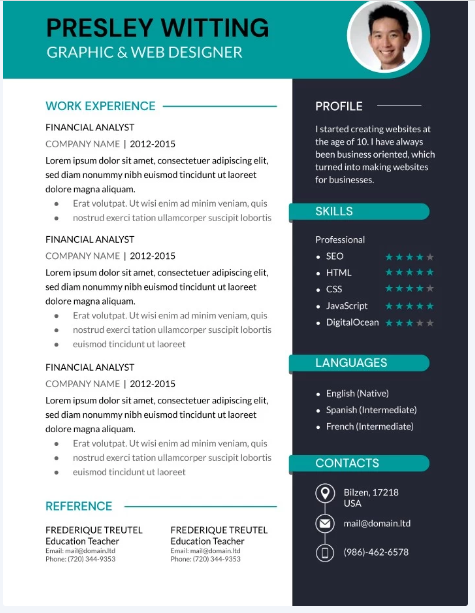 PRESLEY WITTING
GRAPHIC & WEB DESIGNER
WORK EXPERIENCE
FINANCIAL ANALYST
COMPANY NAME | 2012-2015
Lorem ipsum dolor sit amet, consectetuer adipiscing elit,
sed diam nonummy nibh euismod tincidunt ut laoreet
dolore magna aliquam.
• Erat volutpat. Ut wisi enim ad minim veniam, quis
• nostrud exerci tation ullamcorper suscipit lobortis
FINANCIAL ANALYST
COMPANY NAME | 2012-2015
Lorem ipsum dolor sit amet, consectetuer adipiscing elit,
sed diam nonummy nibh euismod tincidunt ut laoreet
dolore magna aliquam.
• Erat volutpat. Ut wisi enim ad minim veniam, quis
• nostrud exerci tation ullamcorper suscipit lobortis
• euismod tincidunt ut laoreet
FINANCIAL ANALYST
COMPANY NAME | 2012-2015
Lorem ipsum dolor sit amet, consectetuer adipiscing elit,
sed diam nonummy nibh euismod tincidunt ut laoreet
dolore magna aliquam.
• Erat volutpat. Ut wisi enim ad minim veniam, quis
• nostrud exerci tation ullamcorper suscipit lobortis
• euismod tincidunt ut laoreet
REFERENCE
FREDERIQUE TREUTEL
Education Teacher
Email: mail@domain.ltd
Phone: (720) 344-9353
FREDERIQUE TREUTEL
Education Teacher
Email: mail@domain.ltd
Phone: (720) 344-9353
PROFILE
I started creating websites at
the age of 10. I have always
been business oriented, which
turned into making websites
for businesses.
SKILLS
Professional
• SEO
• HTML
• CSS
• JavaScript
• DigitalOcean
LANGUAGES
• English (Native)
• Spanish (Intermediate)
• French (Intermediate)
CONTACTS
Bilzen, 17218
USA
mail@domain.ltd
(986)-462-6578